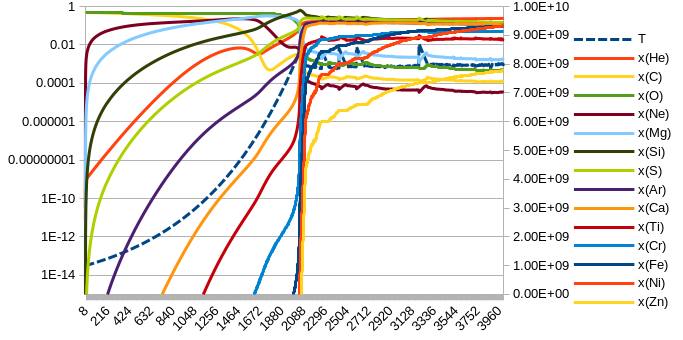 1
0.01
0.0001
0.000001
0.00000001
1E-10
1E-12
1E-14
1.00E+10
9.00E+09
8.00E+09
7.00E+09
6.00E+09
5.00E+09
4.00E+09
3.00E+09
2.00E+09
1.00E+09
0.00E+00
8
216
424
632
840
1048
1256
1464
1672
1880
2088
2296
2504
2712
2920
3128
3336
3544
3752
3960
T
x(He)
x(C)
x(O)
x(Ne)
x(Mg)
x(Si)
x(S)
x(Ar)
x(Ca)
x(Ti)
x(Cr)
x(Fe)
x(Ni)
x(Zn)